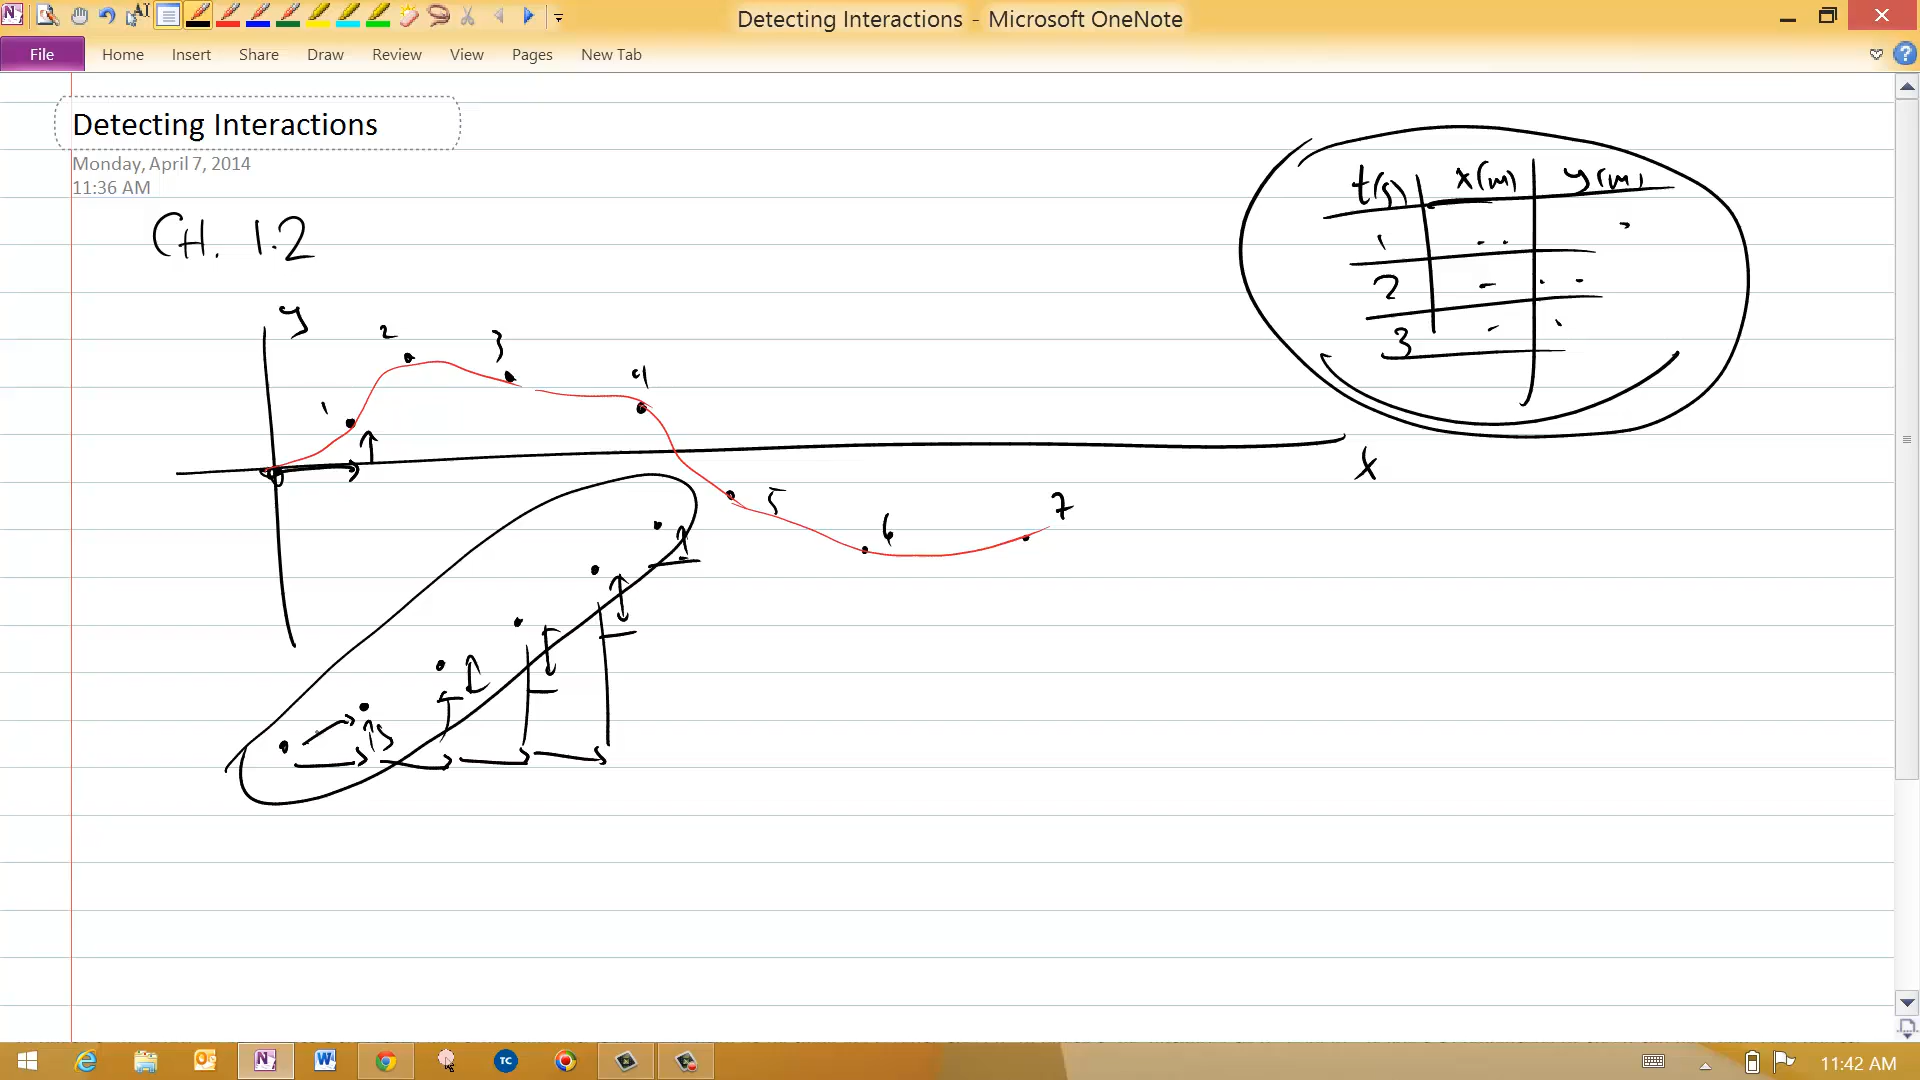 Detecting Interactions - Microsoft OneNote
File Home Insert Share Draw Review View Pages New Tab
Detecting Interactions
Monday, April 7, 2014
11:36 AM
CH. 1.2
t(s) x(m) y(m)
1
2
3
y
1 2 3 4 5 6 7
x
TC
11:42 AM